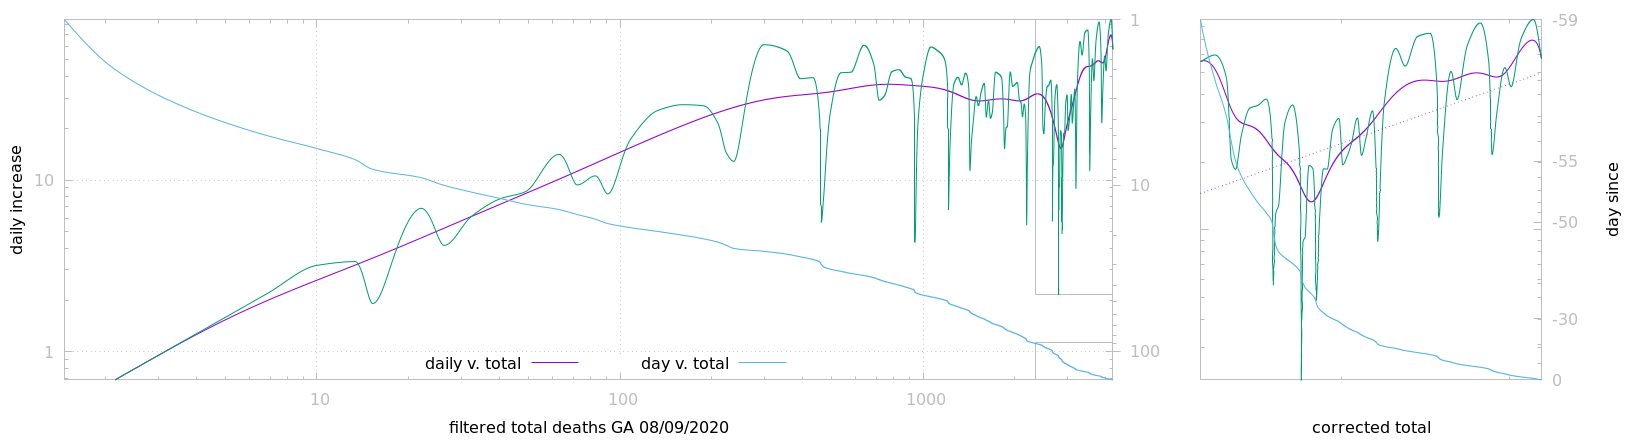 1
-59
10
daily increase
10
-55
-50
day since
-30
1
daily v. total
day v. total
100
0
10
100
1000
filtered total deaths GA 08/09/2020
corrected total